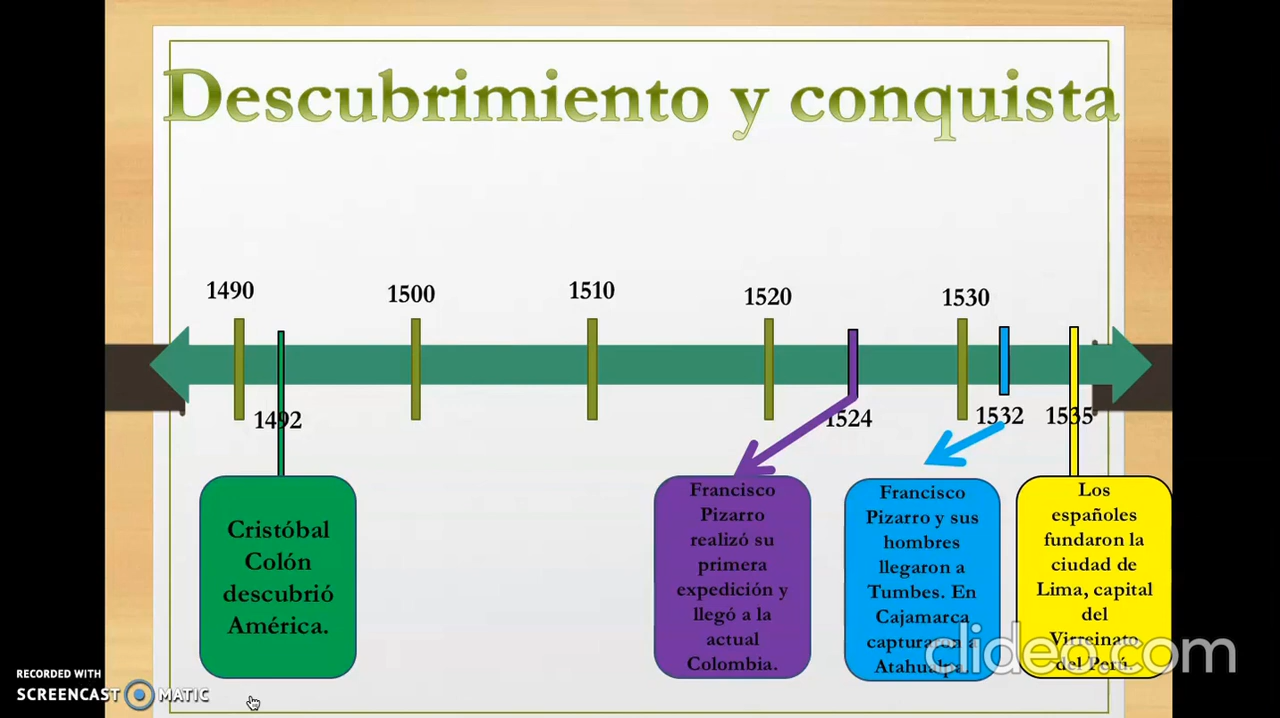 Descubrimiento y conquista
1490
1500
1510
1520
1530
1492
1524
1532
1535
Cristóbal
Colón
descubrió
América.
Francisco
Pizarro
realizó su
primera
expedición y
llegó a la
actual
Colombia.
Francisco
Pizarro y sus
hombres
llegaron a
Tumbes. En
Cajamarca
capturaron a
Atahualpa.
Los
españoles
fundaron la
ciudad de
Lima, capital
del
Virreinato
del Perú.
clideo.com
RECORDED WITH
SCREENCAST MATIC